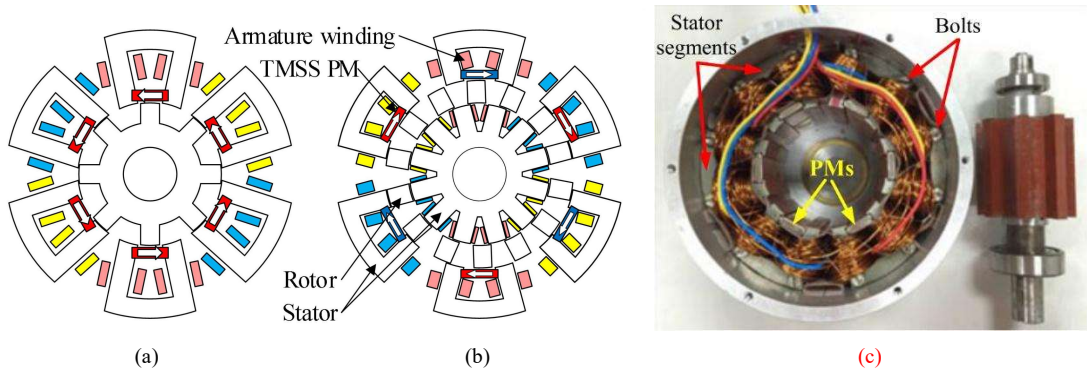 Armature winding
TMSS PM
Rotor
Stator
Stator
segments
Bolts
PMs
(a)
(b)
(c)